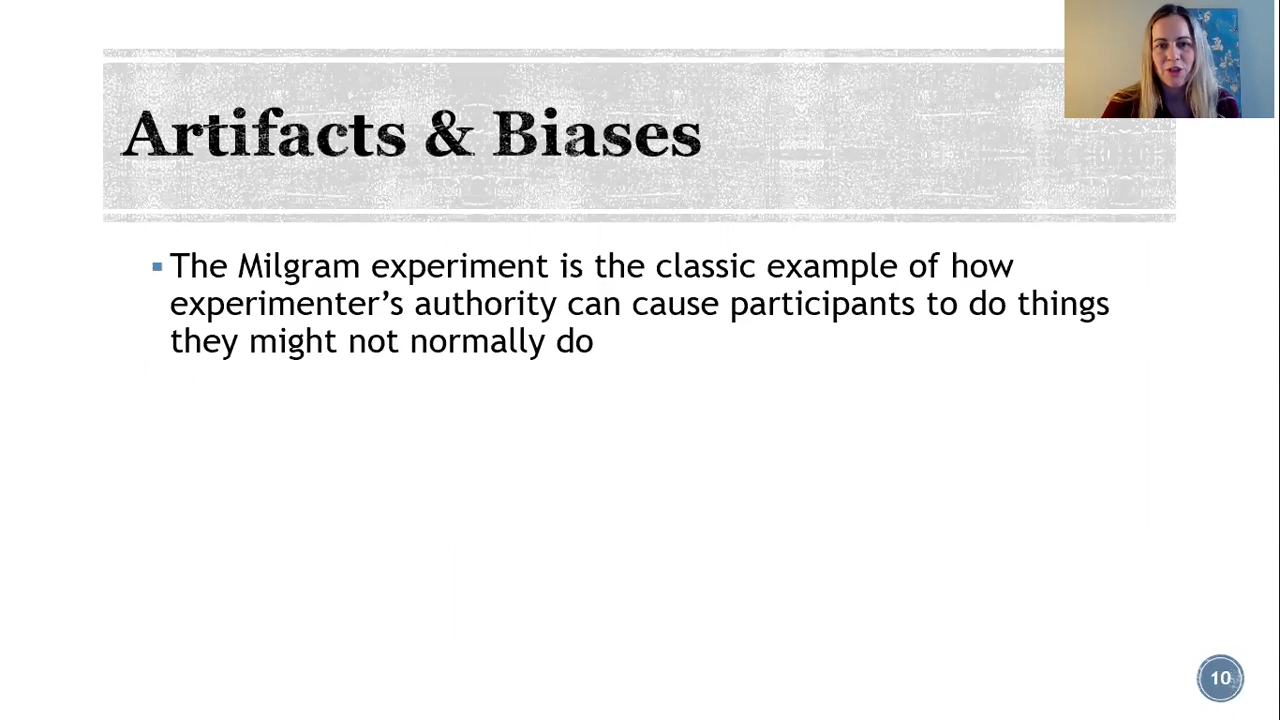 Artifacts & Biases
The Milgram experiment is the classic example of how
experimenter’s authority can cause participants to do things
they might not normally do
10